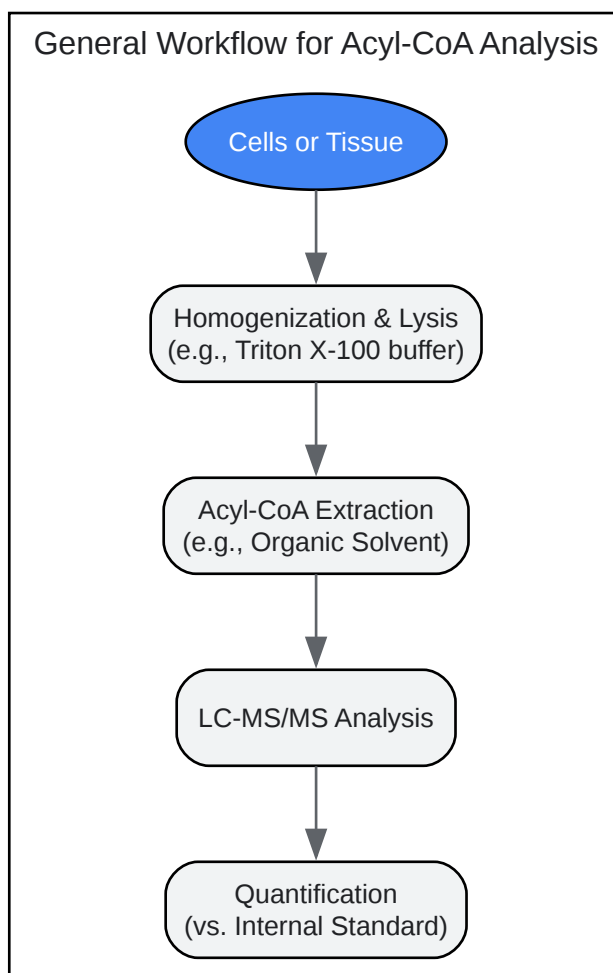 General Workflow for Acyl-CoA Analysis
Cells or Tissue
Homogenization & Lysis
(e.g., Triton X-100 buffer)
Acyl-CoA Extraction
(e.g., Organic Solvent)
LC-MS/MS Analysis
Quantification
(vs. Internal Standard)